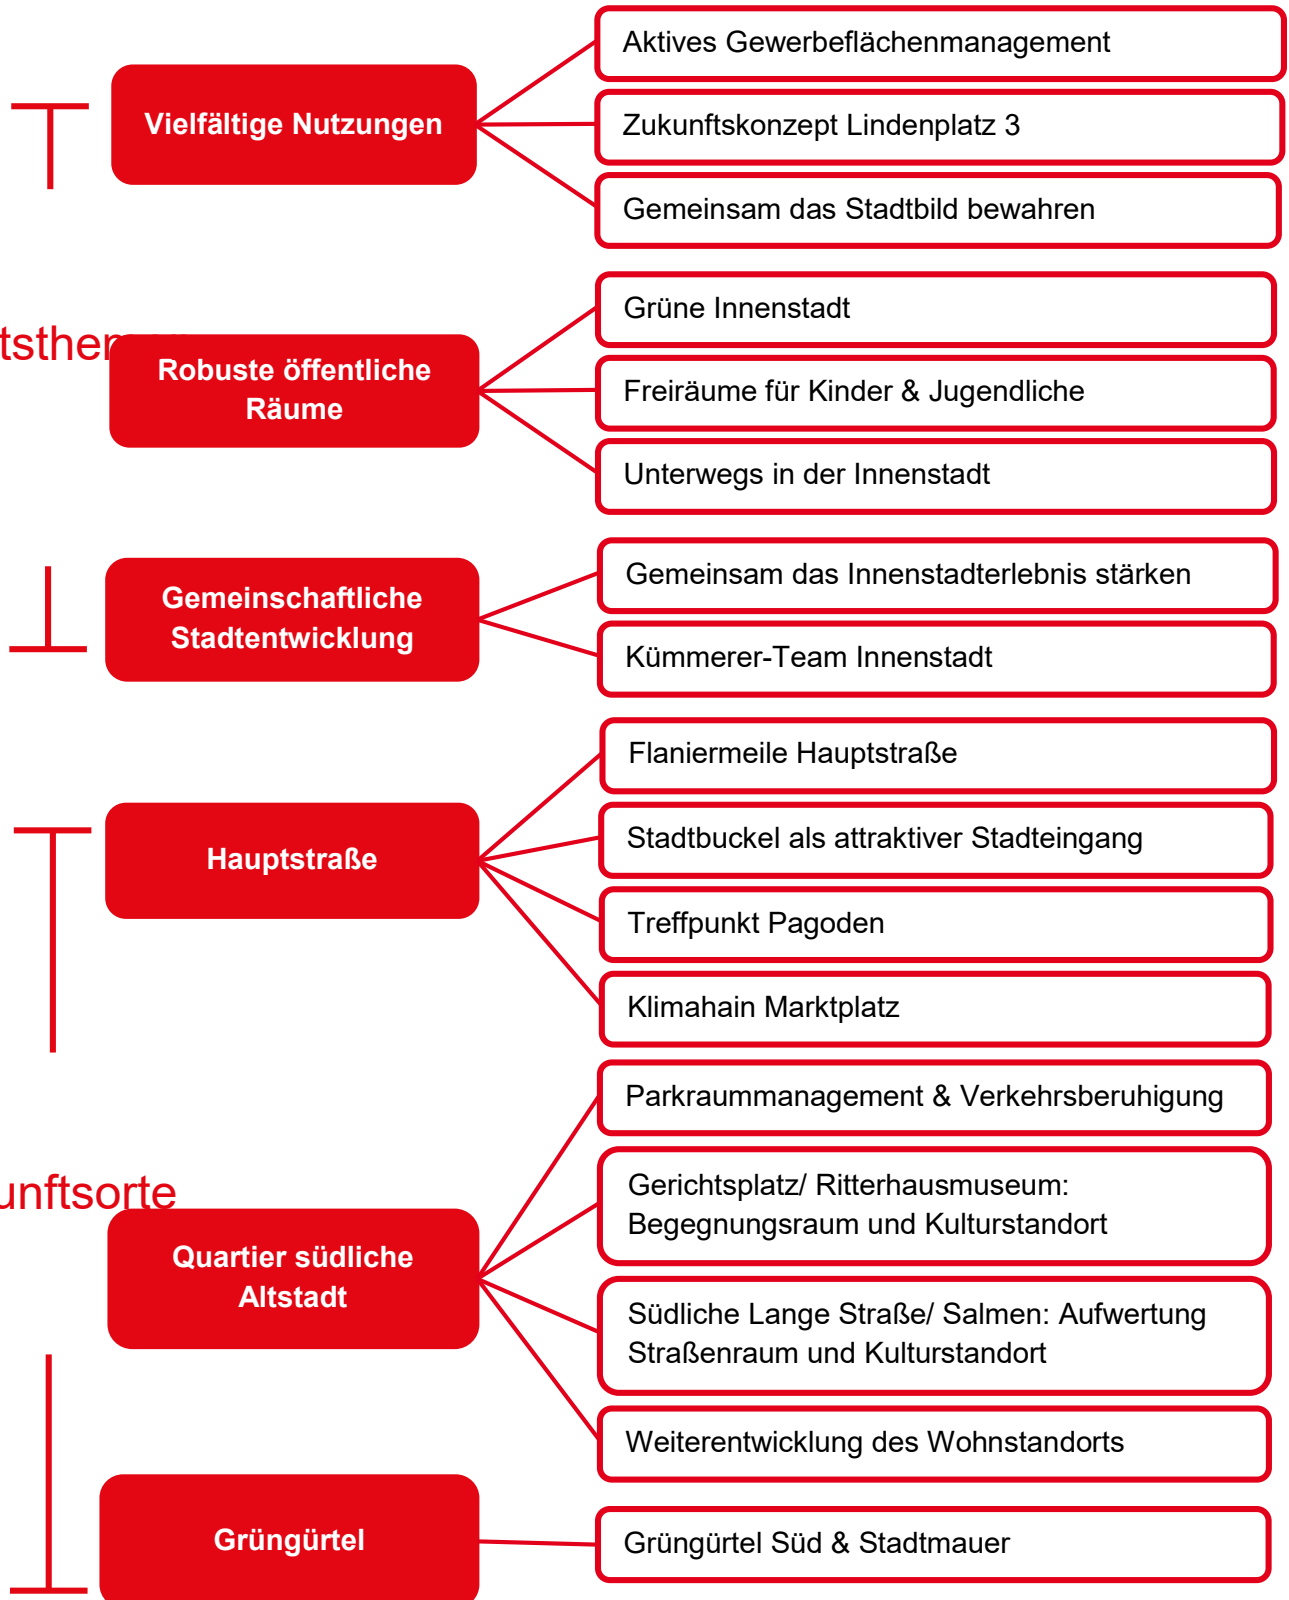 Vielfältige Nutzungen
Aktives Gewerbeflächenmanagement
Zukunftskonzept Lindenplatz 3
Gemeinsam das Stadtbild bewahren
Robuste öffentliche
Räume
Grüne Innenstadt
Freiräume für Kinder & Jugendliche
Unterwegs in der Innenstadt
Gemeinschaftliche
Stadtentwicklung
Gemeinsam das Innenstadterlebnis stärken
Kümmerer-Team Innenstadt
Hauptstraße
Flaniermeile Hauptstraße
Stadtbuckel als attraktiver Stadteingang
Treffpunkt Pagoden
Klimahain Marktplatz
unftsorte
Quartier südliche
Altstadt
Parkraummanagement & Verkehrsberuhigung
Gerichtsplatz/ Ritterhausmuseum:
Begegnungsraum und Kulturstandort
Südliche Lange Straße/ Salmen: Aufwertung
Straßenraum und Kulturstandort
Weiterentwicklung des Wohnstandorts
Grüngürtel
Grüngürtel Süd & Stadtmauer